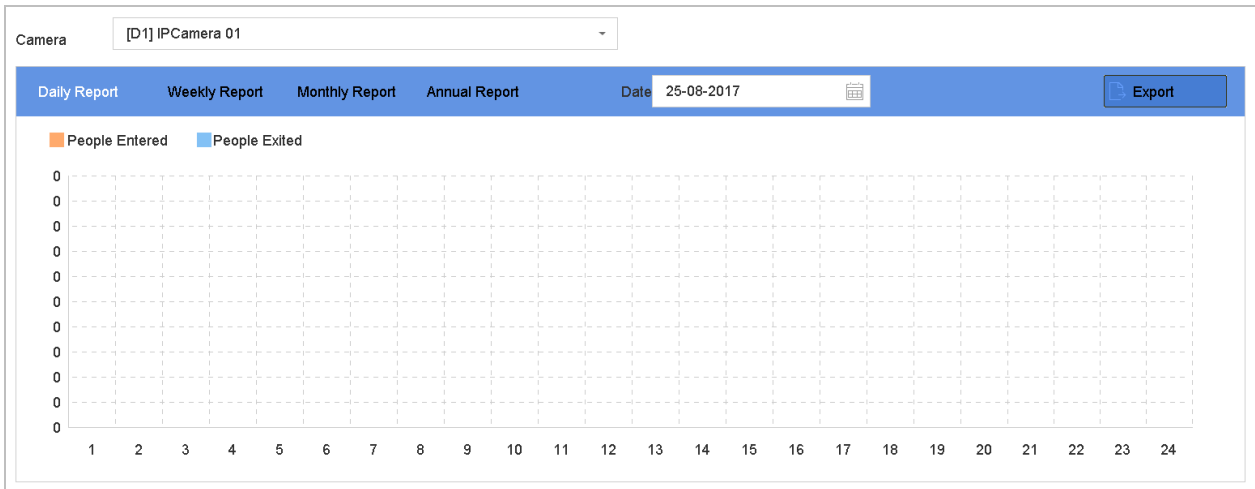 Camera [D1] IPCamera 01
Daily Report Weekly Report Monthly Report Annual Report Date 25-08-2017 Export
People Entered People Exited
0
0
0
0
0
0
0
0
0
0
0
1 2 3 4 5 6 7 8 9 10 11 12 13 14 15 16 17 18 19 20 21 22 23 24